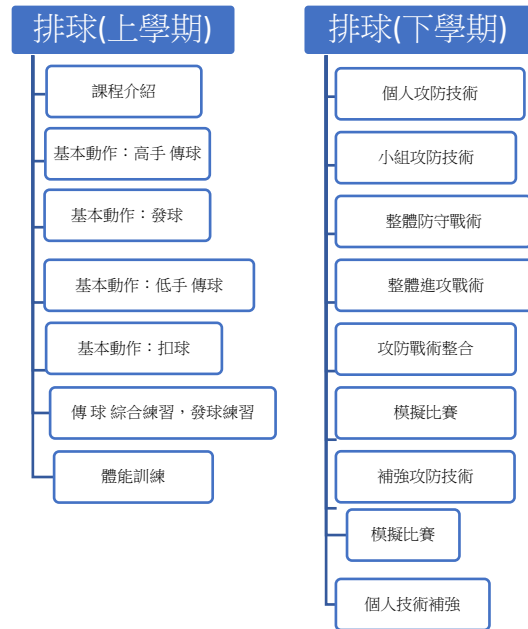 排球(上學期)
課程介紹
基本動作：高手 傳球
基本動作：發球
基本動作：低手 傳球
基本動作：扣球
傳 球 綜合練習，發球練習
體能訓練
排球(下學期)
個人攻防技術
小組攻防技術
整體防守戰術
整體進攻戰術
攻防戰術整合
模擬比賽
補強攻防技術
模擬比賽
個人技術補強